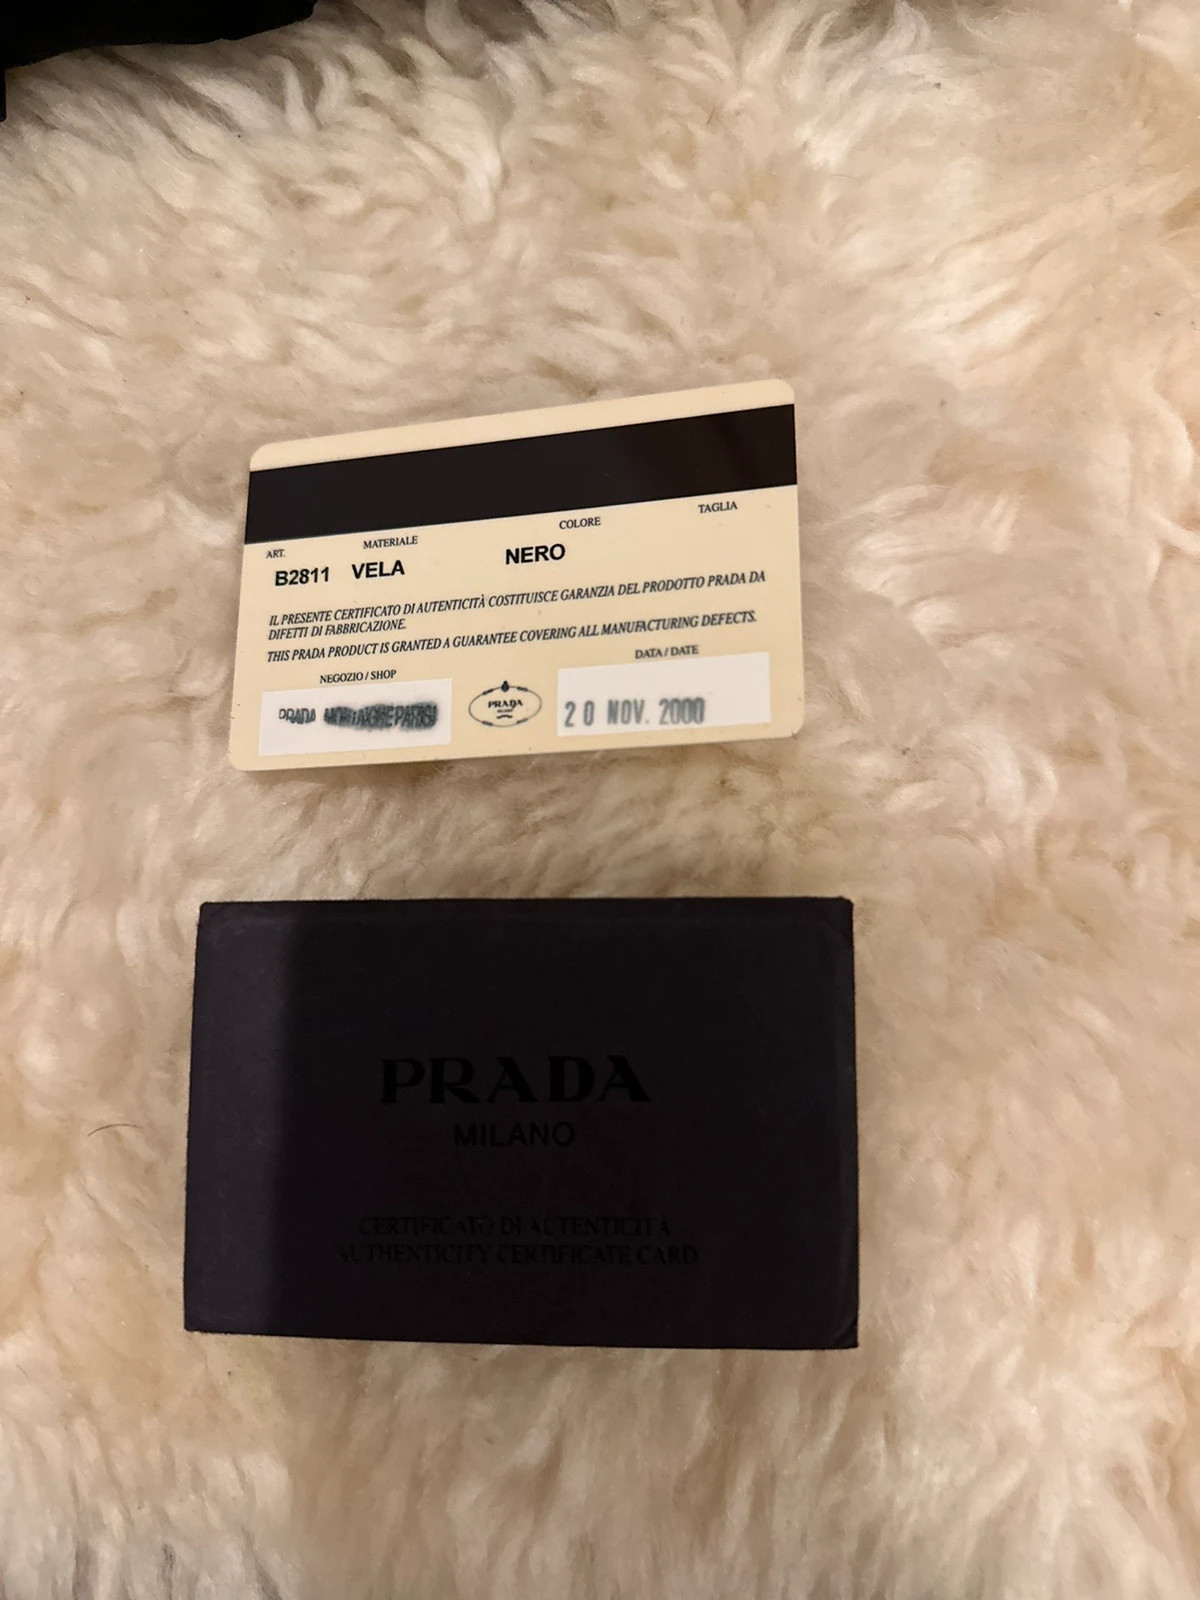 ART.
MATERIALE
COLORE
TAGLIA
B2811 VELA NERO
IL PRESENTE CERTIFICATO DI AUTENTICITÀ COSTITUISCE GARANZIA DEL PRODOTTO PRADA DA
DIFETTI DI FABBRICAZIONE.
THIS PRADA PRODUCT IS GRANTED A GUARANTEE COVERING ALL MANUFACTURING DEFECTS.
NEGOZIO / SHOP
DATA / DATE
PRADA
PRADA
MILANO
20 NOV. 2000
PRADA
MILANO
CERTIFICATO DI AUTENTICITÀ
AUTHENTICITY CERTIFICATE CARD